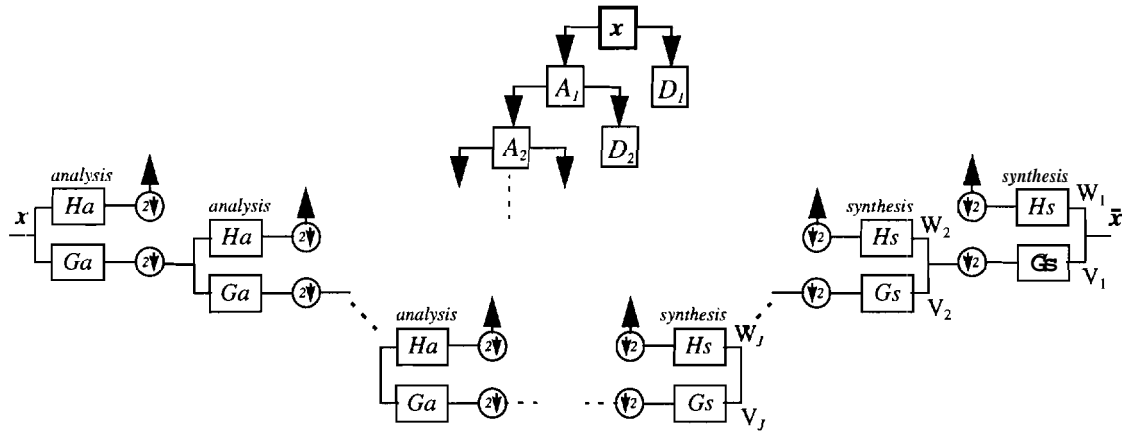 x
A1 D1
A2 D2
analysis
x Ha 2
Ga 2
analysis
Ha 2
Ga 2
analysis
Ha 2
Ga 2
synthesis
2 Hs WJ
2 Gs VJ
synthesis
2 Hs W2
2 Gs V2
synthesis
2 Hs W1
x̄
2 Gs V1